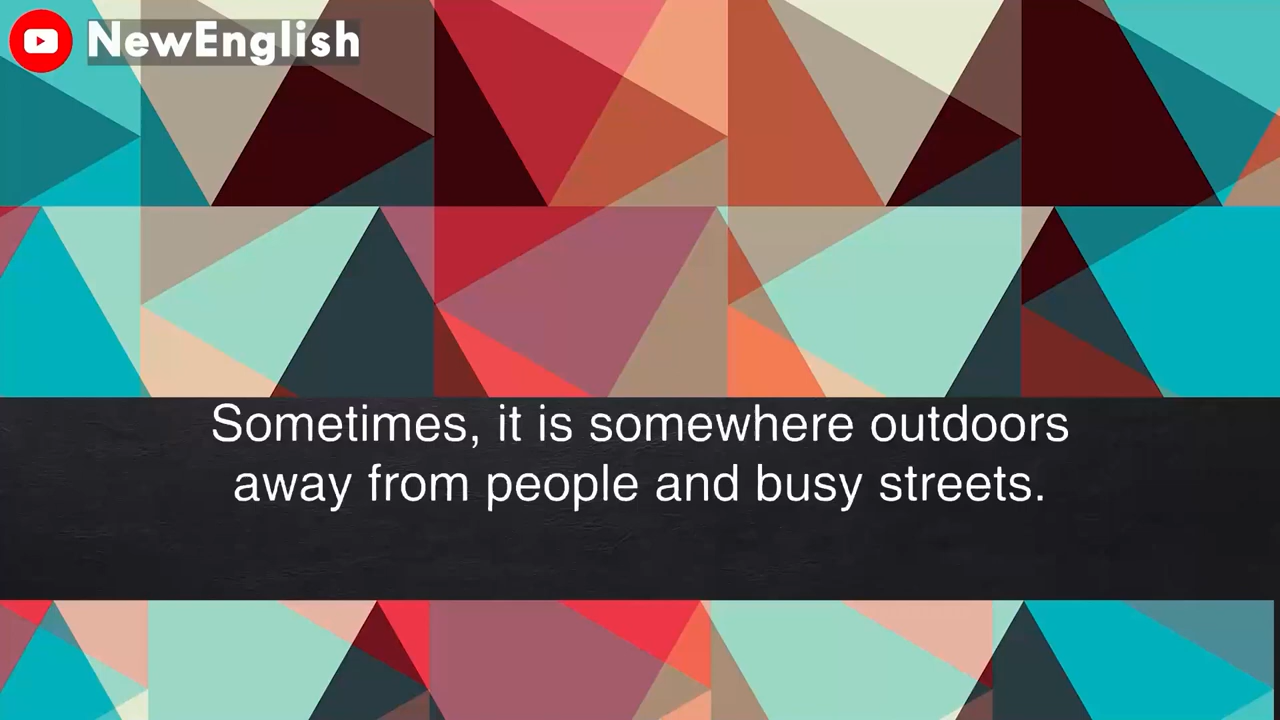 NewEnglish
Sometimes, it is somewhere outdoors
away from people and busy streets.